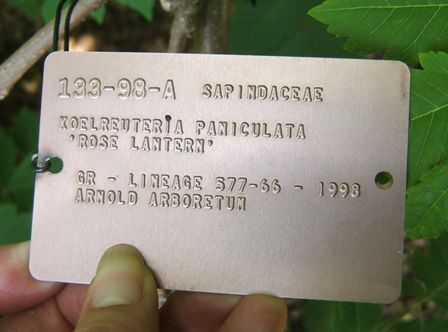 133-98-A SAPINDACEAE
KOELREUTERIA PANICULATA
'ROSE LANTERN'
GR - LINEAGE 577-66 - 1998
ARNOLD ARBORETUM